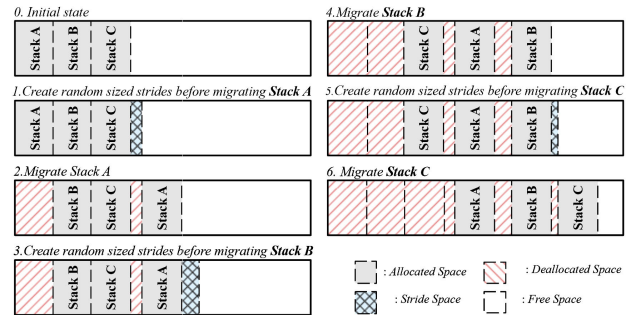 0. Initial state
Stack A
Stack B
Stack C
1.Create random sized strides before migrating Stack A
Stack A
Stack B
Stack C
2.Migrate Stack A
Stack B
Stack C
Stack A
3.Create random sized strides before migrating Stack B
Stack B
Stack C
Stack A
4.Migrate Stack B
Stack C
Stack A
Stack B
5.Create random sized strides before migrating Stack C
Stack C
Stack A
Stack B
6. Migrate Stack C
Stack A
Stack B
Stack C
: Allocated Space
: Deallocated Space
: Stride Space
: Free Space